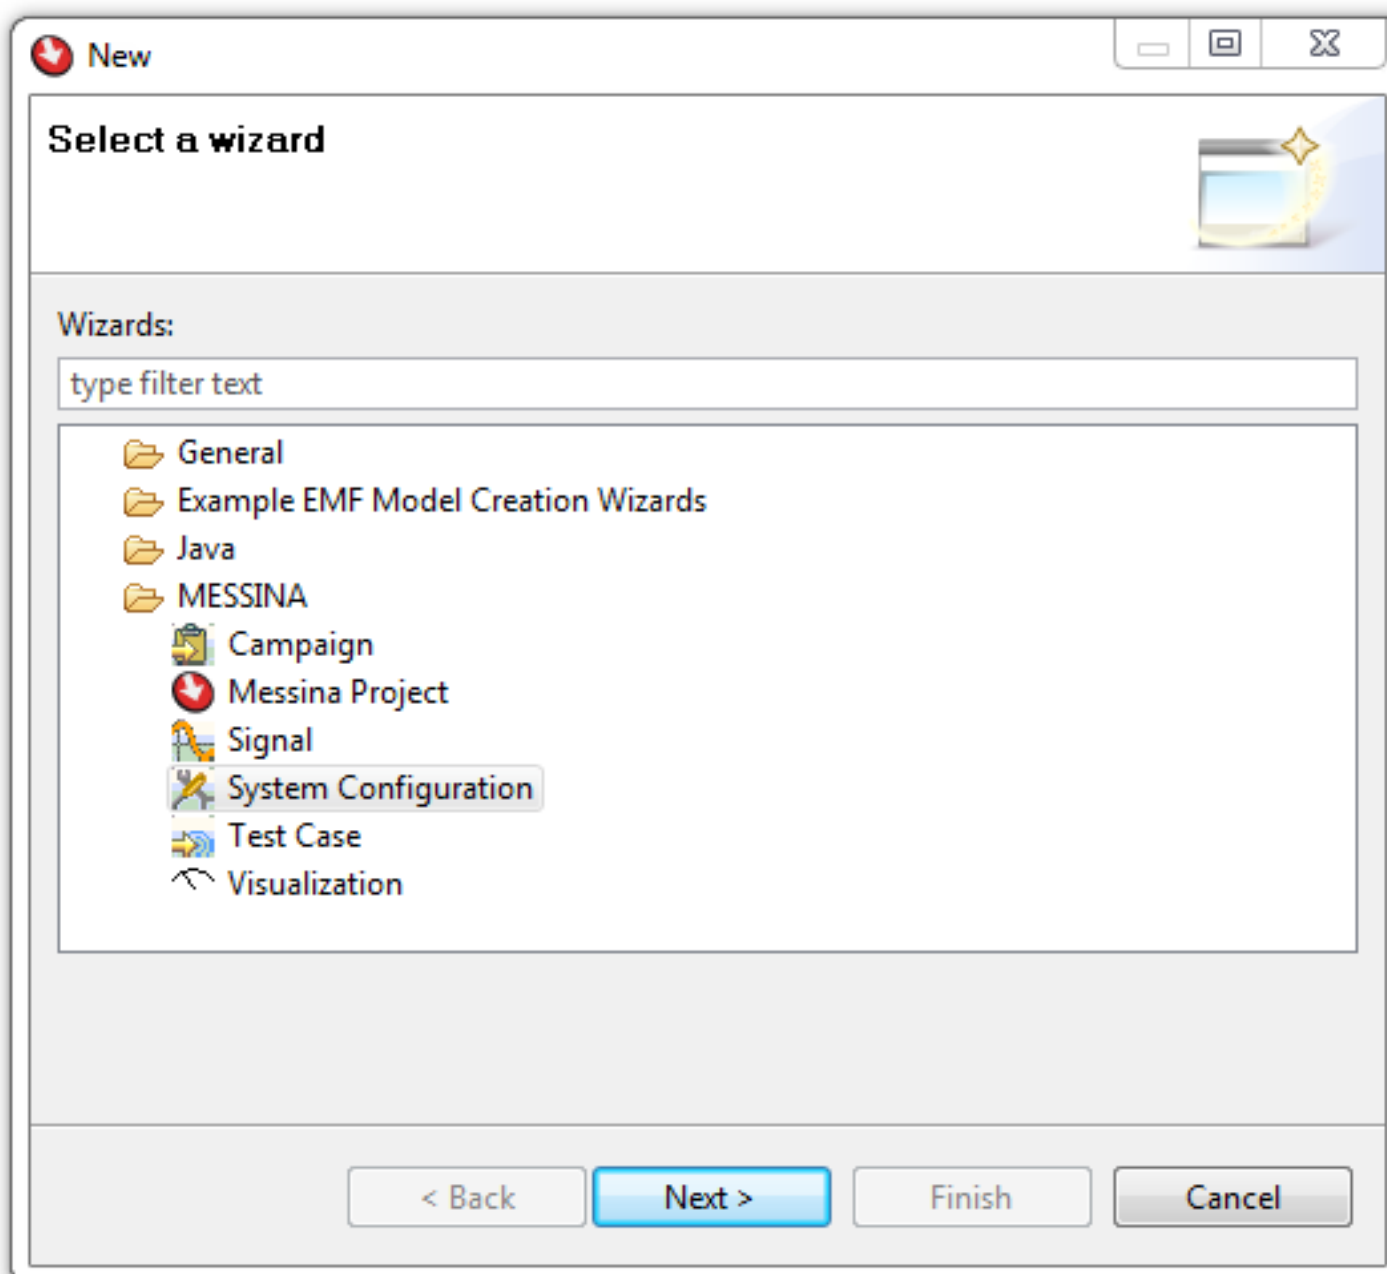 New
Select a wizard
Wizards:
type filter text
General
Example EMF Model Creation Wizards
Java
MESSINA
Campaign
Messina Project
Signal
System Configuration
Test Case
Visualization
< Back Next > Finish Cancel